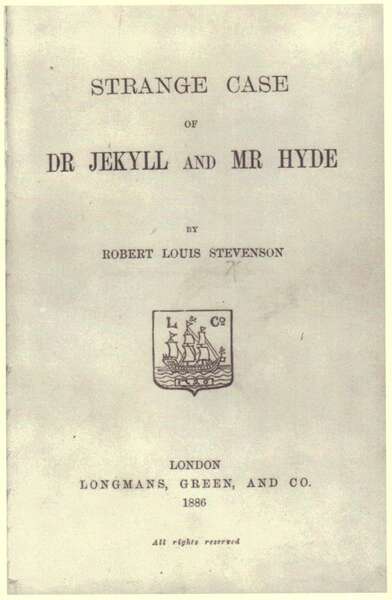 STRANGE CASE
OF
DR JEKYLL AND MR HYDE
BY
ROBERT LOUIS STEVENSON
L Co
LONDON
LONGMANS, GREEN, AND CO.
1886
All rights reserved